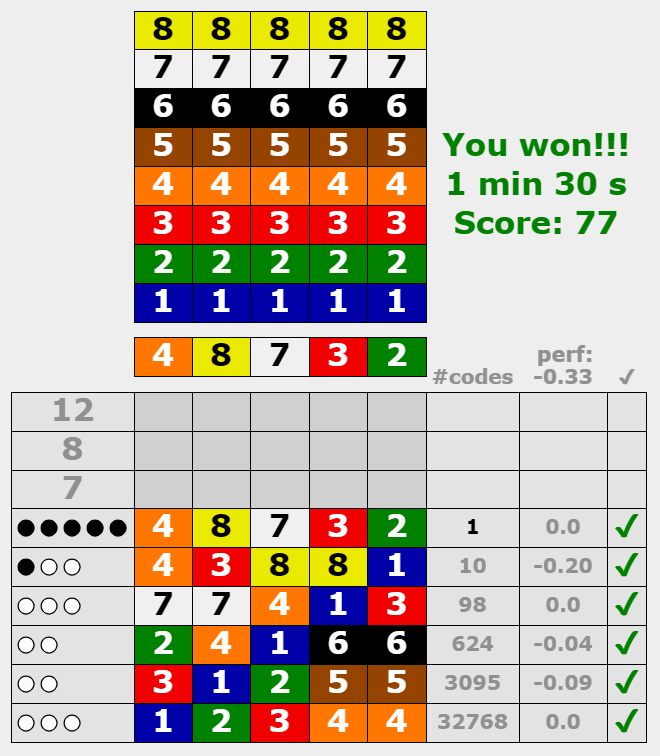 8 8 8 8 8
7 7 7 7 7
6 6 6 6 6
5 5 5 5 5
4 4 4 4 4
3 3 3 3 3
2 2 2 2 2
1 1 1 1 1
You won!!!
1 min 30 s
Score: 77
4 8 7 3 2
perf:
#codes -0.33 ✓
12
8
7
4 8 7 3 2 1 0.0 ✓
4 3 8 8 1 10 -0.20 ✓
7 7 4 1 3 98 0.0 ✓
2 4 1 6 6 624 -0.04 ✓
3 1 2 5 5 3095 -0.09 ✓
1 2 3 4 4 32768 0.0 ✓